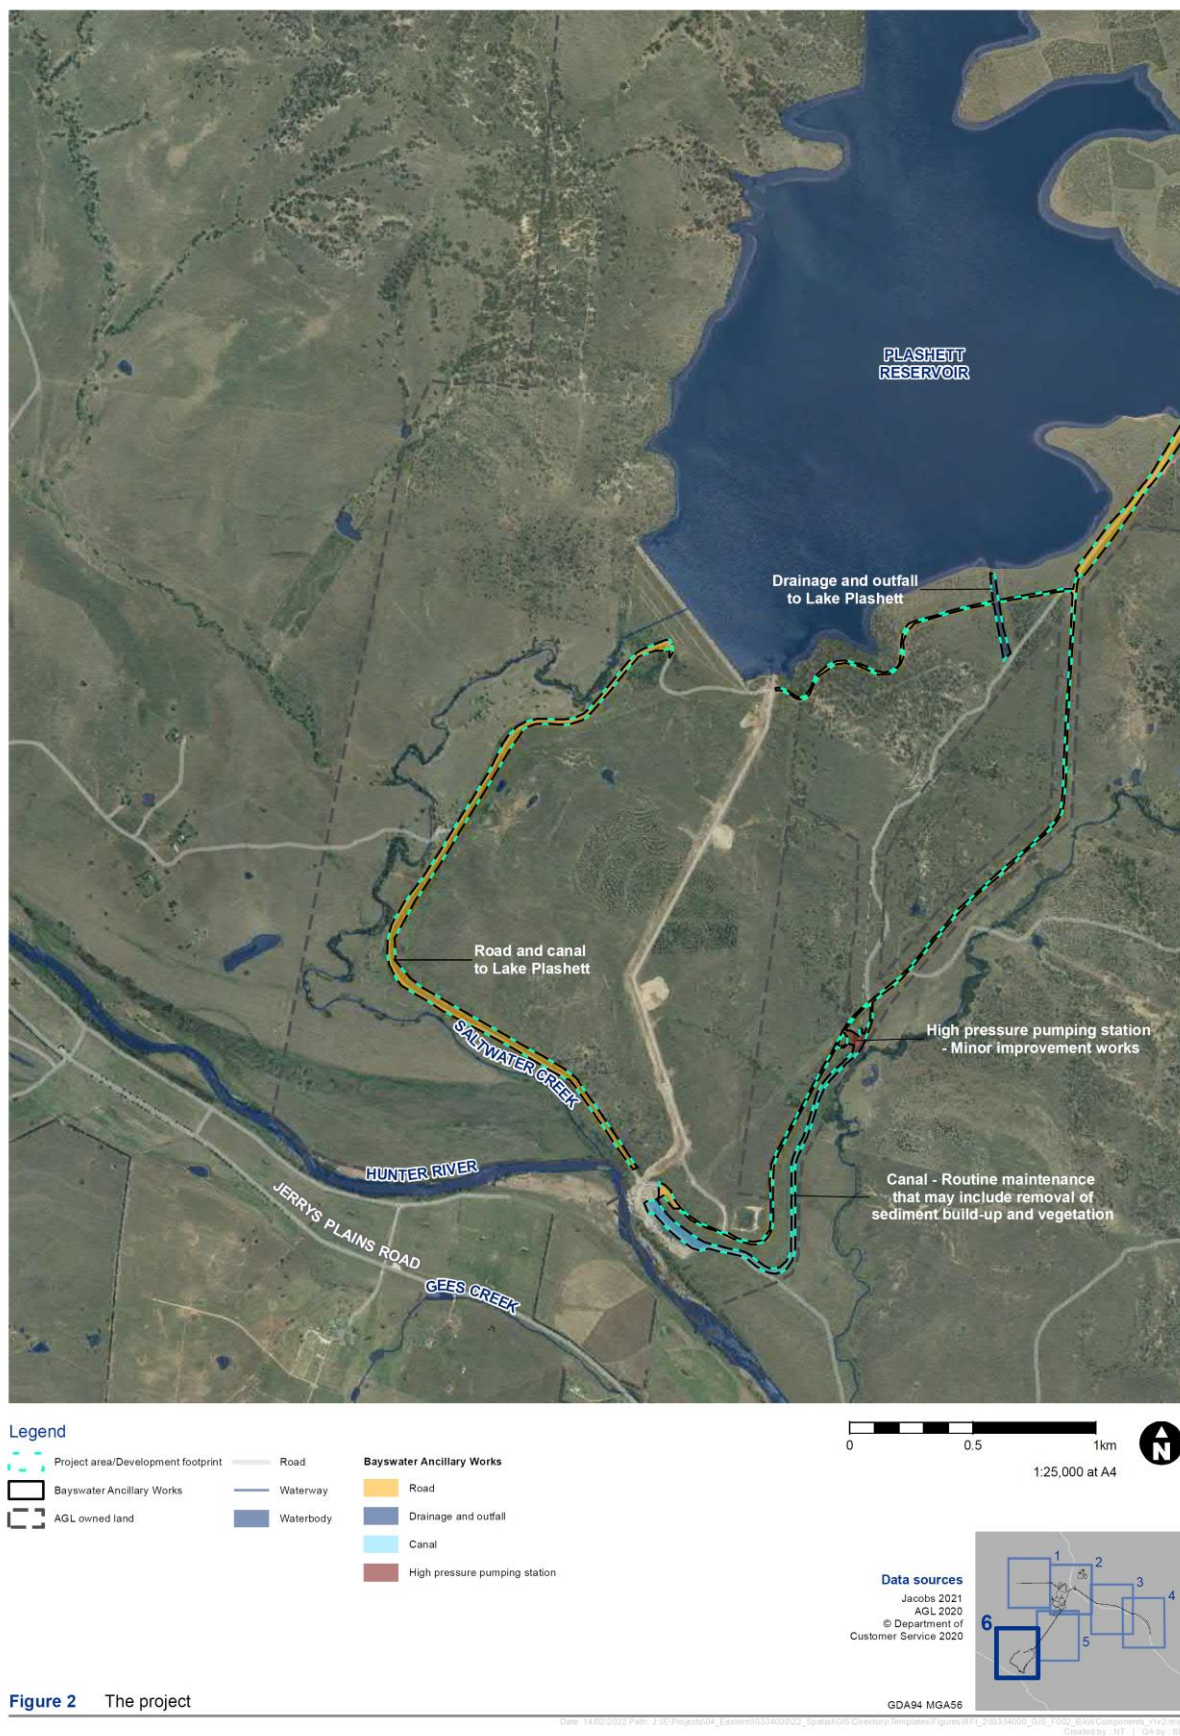 PLASHETT
RESERVOIR
Drainage and outfall
to Lake Plashett
Road and canal
to Lake Plashett
SALTWATER CREEK
High pressure pumping station
- Minor improvement works
HUNTER RIVER
Canal - Routine maintenance
that may include removal of
sediment build-up and vegetation
JERRYS PLAINS ROAD
GEES CREEK
Legend
Project area/Development footprint
Bayswater Ancillary Works
AGL owned land
Road
Waterway
Waterbody
Bayswater Ancillary Works
Road
Drainage and outfall
Canal
High pressure pumping station
0 0.5 1km
1:25,000 at A4
N
Data sources
Jacobs 2021
AGL 2020
© Department of
Customer Service 2020
1
2
3
4
5
6
GDA94 MGA56
Figure 2 The project
Created by : NT | QA by :